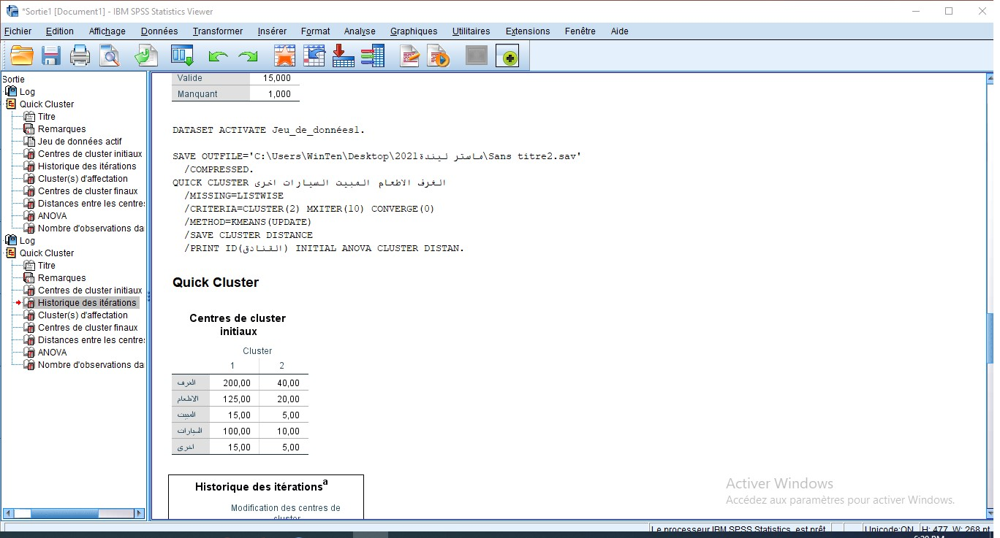 *Sortie1 [Document1] - IBM SPSS Statistics Viewer
Fichier Edition Affichage Données Transformer Insérer Format Analyse Graphiques Utilitaires Extensions Fenêtre Aide
Sortie
Log
Quick Cluster
Titre
Remarques
Jeu de données actif
Centres de cluster initiaux
Historique des itérations
Cluster(s) d'affectation
Centres de cluster finaux
Distances entre les centre
ANOVA
Nombre d'observations da
Log
Quick Cluster
Titre
Remarques
Centres de cluster initiaux
Historique des itérations
Cluster(s) d'affectation
Centres de cluster finaux
Distances entre les centre
ANOVA
Nombre d'observations da
Valide 15,000
Manquant 1,000
DATASET ACTIVATE Jeu_de_données1.
SAVE OUTFILE='C:\Users\WinTen\Desktop\2021ماستر ليندة\Sans titre2.sav'
/COMPRESSED.
QUICK CLUSTER الغرف الاطعام المبيت السيارات اخرى
/MISSING=LISTWISE
/CRITERIA=CLUSTER(2) MXITER(10) CONVERGE(0)
/METHOD=KMEANS(UPDATE)
/SAVE CLUSTER DISTANCE
/PRINT ID(الفنادق) INITIAL ANOVA CLUSTER DISTAN.
Quick Cluster
Centres de cluster
initiaux
Cluster
1 2
الغرف 200,00 40,00
الاطعام 125,00 20,00
المبيت 15,00 5,00
السيارات 100,00 10,00
اخرى 15,00 5,00
Historique des itérations a
Modification des centres de
cluster
Activer Windows
Accédez aux paramètres pour activer Windows.
Le processeur IBM SPSS Statistics est prêt Unicode:ON H: 477, W: 268 pt
6:20 PM